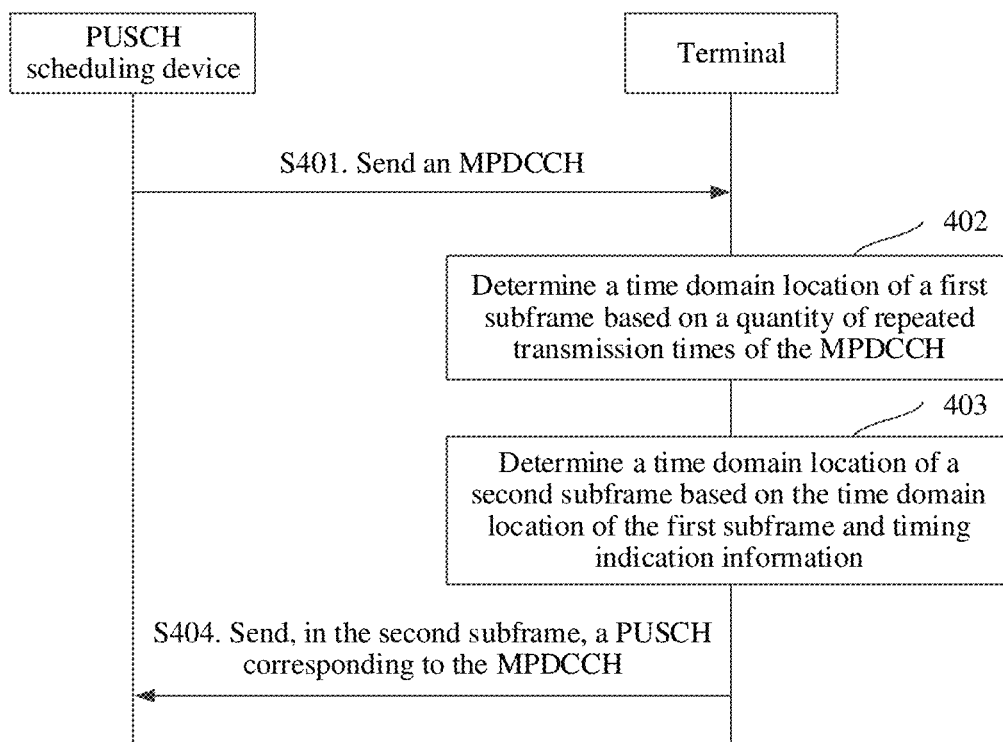 PUSCH
scheduling device
Terminal
S401. Send an MPDCCH
402
Determine a time domain location of a first
subframe based on a quantity of repeated
transmission times of the MPDCCH
403
Determine a time domain location of a
second subframe based on the time domain
location of the first subframe and timing
indication information
S404. Send, in the second subframe, a PUSCH
corresponding to the MPDCCH